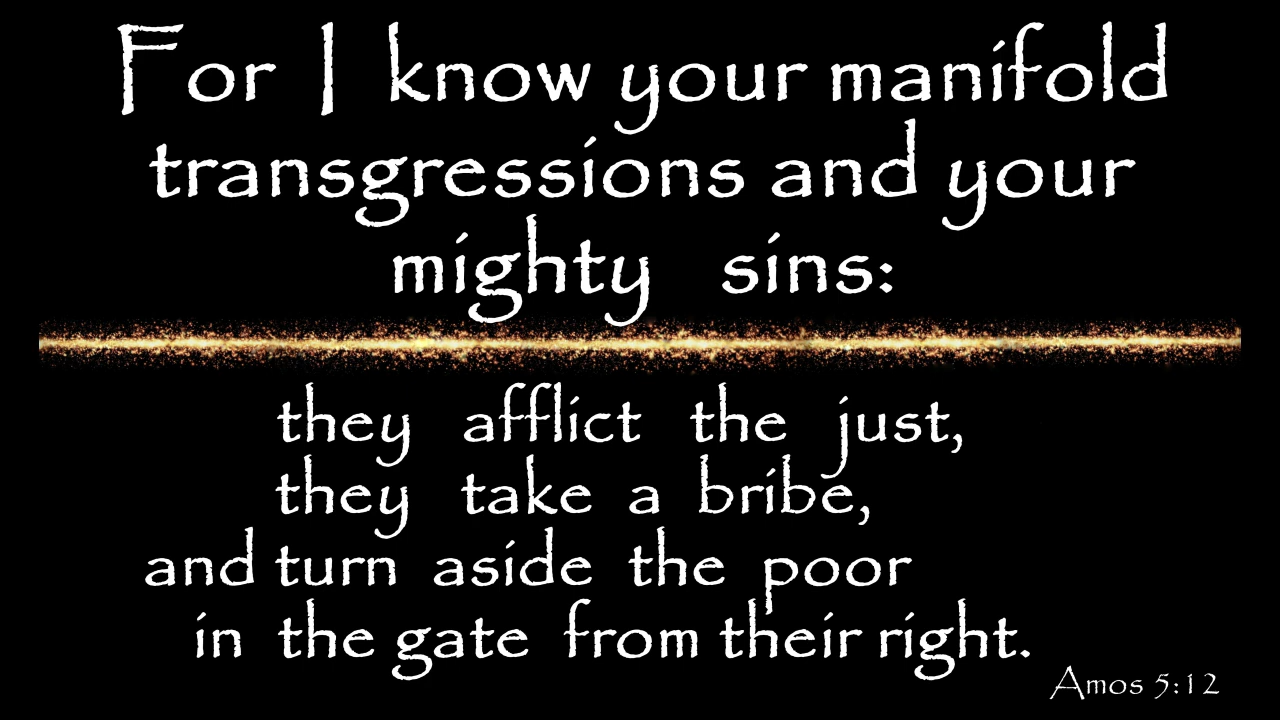 For I know your manifold
transgressions and your
mighty sins:
they afflict the just,
they take a bribe,
and turn aside the poor
in the gate from their right.
Amos 5:12